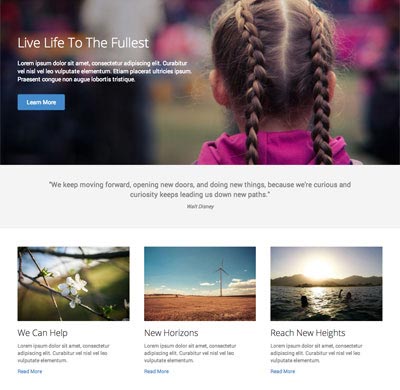 Live Life To The Fullest
Lorem ipsum dolor sit amet, consectetur adipiscing elit. Curabitur
vel nisl vel leo vulputate elementum. Etiam placerat ultricies ipsum.
Praesent congue non augue lobortis tristique.
Learn More
"We keep moving forward, opening new doors, and doing new things, because we're curious and
curiosity keeps leading us down new paths."
Walt Disney
We Can Help
New Horizons
Reach New Heights
Lorem ipsum dolor sit amet, consectetur
adipiscing elit. Curabitur vel nisl vel leo
vulputate elementum.
Read More
Lorem ipsum dolor sit amet, consectetur
adipiscing elit. Curabitur vel nisl vel leo
vulputate elementum.
Read More
Lorem ipsum dolor sit amet, consectetur
adipiscing elit. Curabitur vel nisl vel leo
vulputate elementum.
Read More